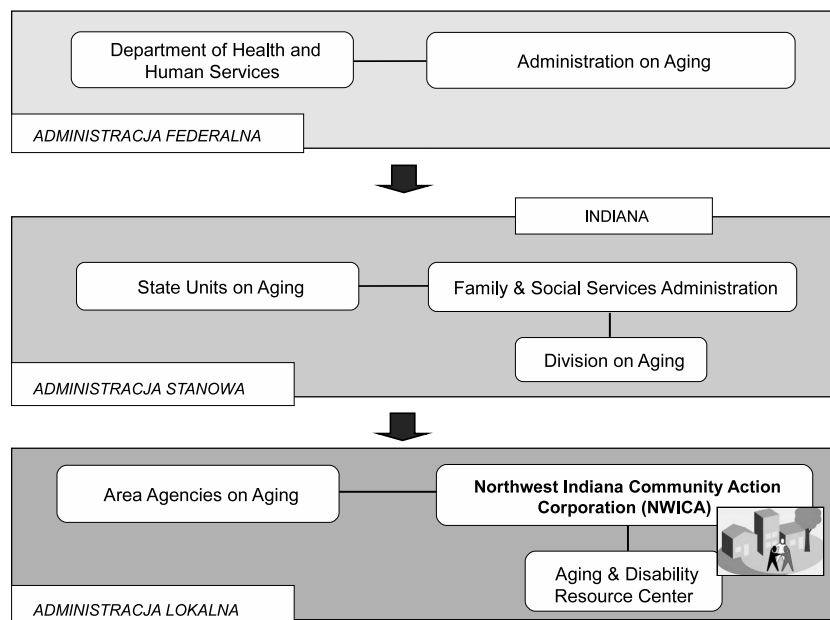 Department of Health and
Human Services
Administration on Aging
ADMINISTRACJA FEDERALNA
INDIANA
State Units on Aging
Family & Social Services Administration
Division on Aging
ADMINISTRACJA STANOWA
Area Agencies on Aging
Northwest Indiana Community Action
Corporation (NWICA)
Aging & Disability
Resource Center
ADMINISTRACJA LOKALNA